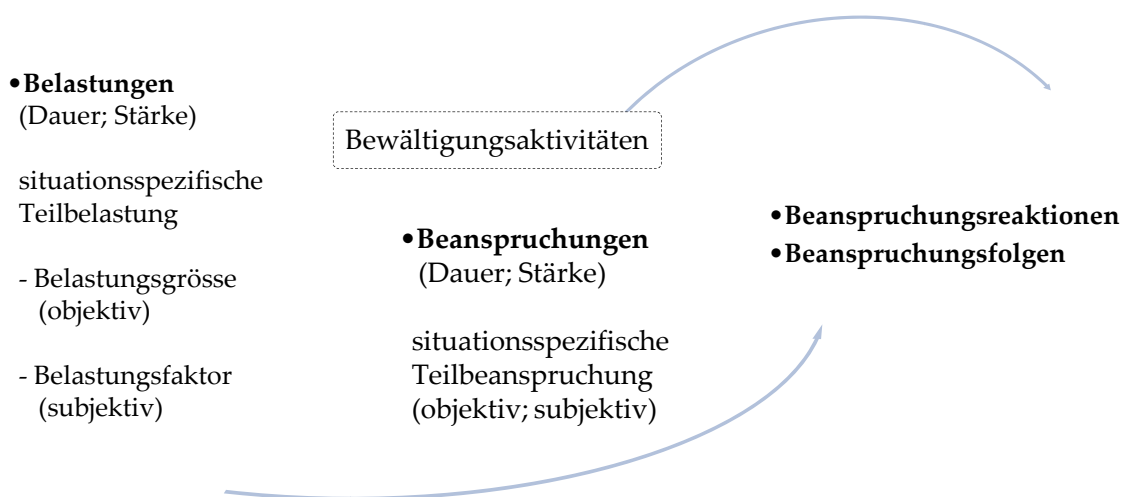 •Belastungen
(Dauer; Stärke)
situationsspezifische
Teilbelastung
- Belastungsgrösse
(objektiv)
- Belastungsfaktor
(subjektiv)
Bewältigungsaktivitäten
•Beanspruchungen
(Dauer; Stärke)
situationsspezifische
Teilbeanspruchung
(objektiv; subjektiv)
•Beanspruchungsreaktionen
•Beanspruchungsfolgen